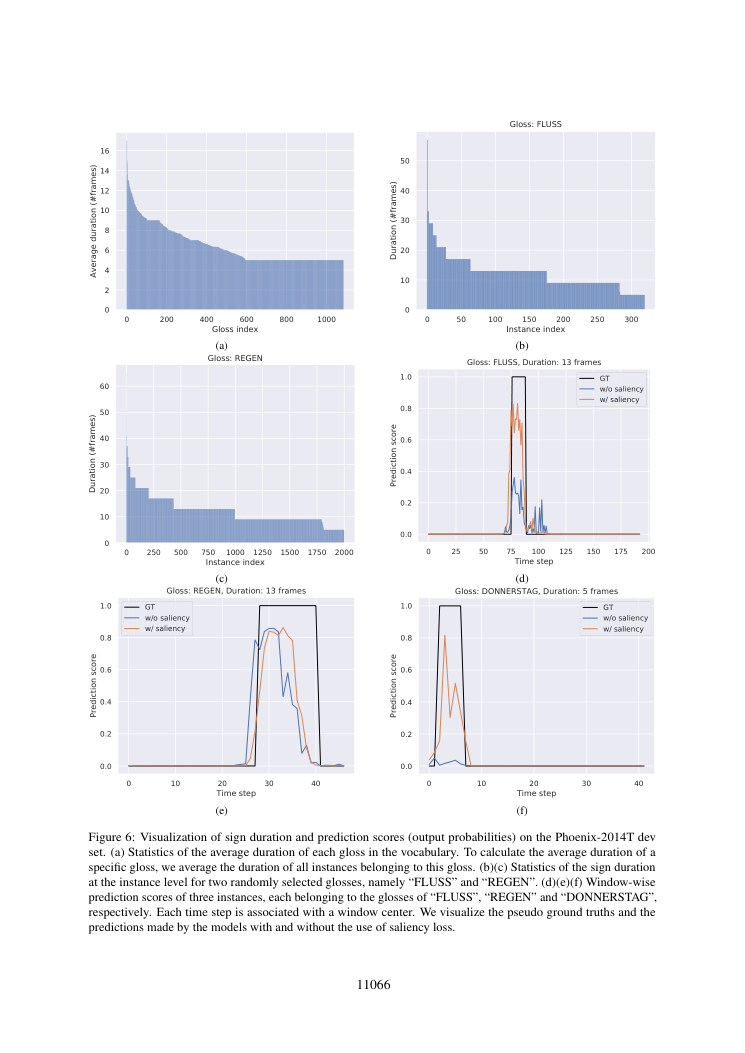 Gloss: FLUSS
16
14
12
10
8
6
4
2
0
Average duration (#frames)
0 200 400 600 800 1000
Gloss index
(a)
50
40
30
20
10
0
Duration (#frames)
0 50 100 150 200 250 300
Instance index
(b)
Gloss: REGEN
60
50
40
30
20
10
0
Duration (#frames)
0 250 500 750 1000 1250 1500 1750 2000
Instance index
(c)
Gloss: FLUSS, Duration: 13 frames
GT
w/o saliency
w/ saliency
1.0
0.8
0.6
0.4
0.2
0.0
Prediction score
0 25 50 75 100 125 150 175 200
Time step
(d)
Gloss: REGEN, Duration: 13 frames
GT
w/o saliency
w/ saliency
1.0
0.8
0.6
0.4
0.2
0.0
Prediction score
0 10 20 30 40
Time step
(e)
Gloss: DONNERSTAG, Duration: 5 frames
GT
w/o saliency
w/ saliency
1.0
0.8
0.6
0.4
0.2
0.0
Prediction score
0 10 20 30 40
Time step
(f)
Figure 6: Visualization of sign duration and prediction scores (output probabilities) on the Phoenix-2014T dev
set. (a) Statistics of the average duration of each gloss in the vocabulary. To calculate the average duration of a
specific gloss, we average the duration of all instances belonging to this gloss. (b)(c) Statistics of the sign duration
at the instance level for two randomly selected glosses, namely “FLUSS” and “REGEN”. (d)(e)(f) Window-wise
prediction scores of three instances, each belonging to the glosses of “FLUSS”, “REGEN” and “DONNERSTAG”,
respectively. Each time step is associated with a window center. We visualize the pseudo ground truths and the
predictions made by the models with and without the use of saliency loss.
11066